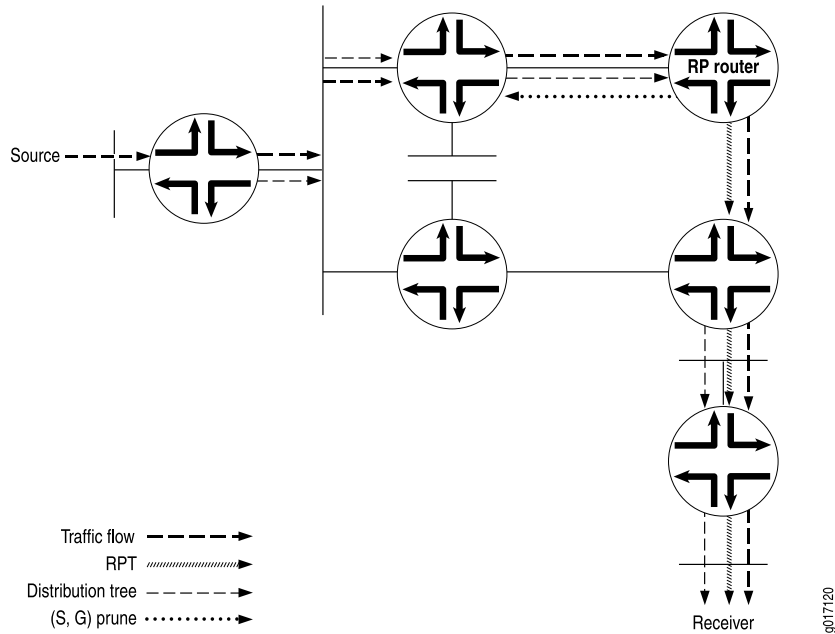 RP router
Source
Traffic flow
RPT
Distribution tree
(S, G) prune
Receiver
g017120